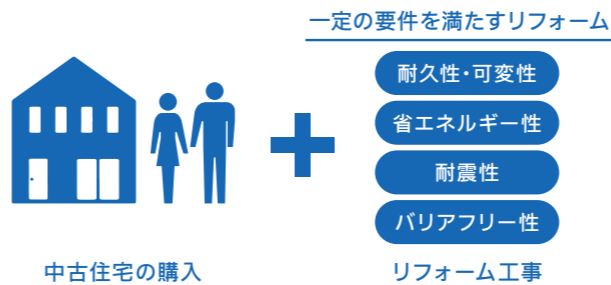 一定の要件を満たすリフォーム
耐久性・可変性
省エネルギー性
耐震性
バリアフリー性
中古住宅の購入
リフォーム工事